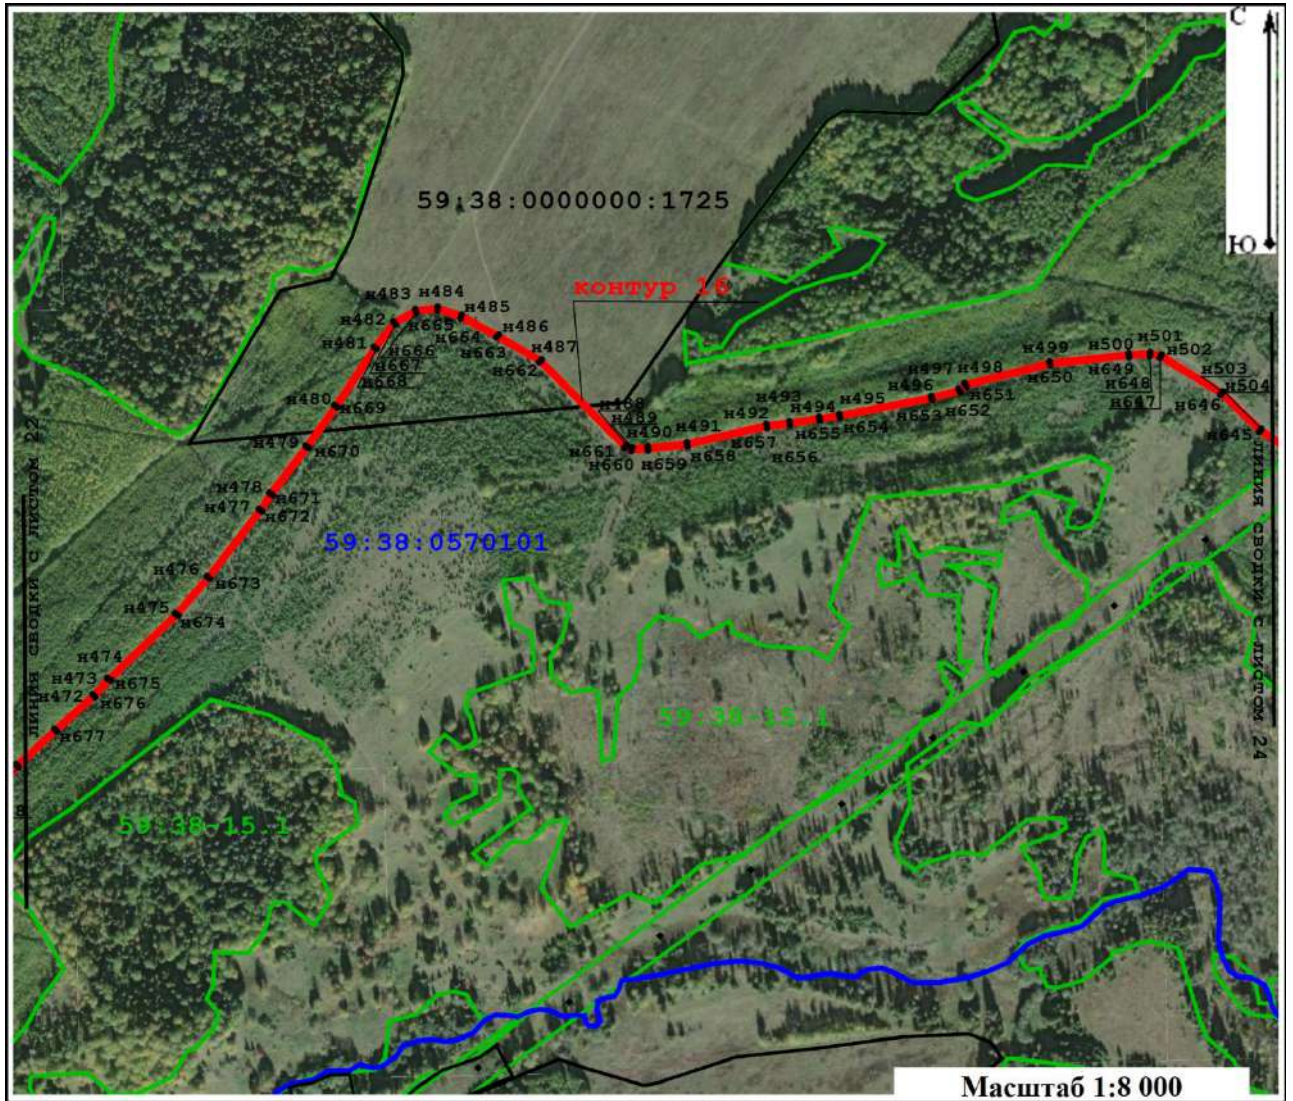 С
Ю
59:38:0000000:1725
контур 16
н483
н484
н485
н482
н665
н664
н486
н481
н666
н663
н487
н667
н662
н668
н480
н669
н479
н670
н478
н671
н477
н672
н476
н673
н475
н674
н474
н473
н675
н472
н676
н677
н488
н489
н490
н661
н660
н659
н491
н658
н492
н657
н493
н656
н494
н655
н495
н654
н496
н653
н497
н498
н651
н652
н499
н650
н500
н649
н501
н648
н502
н647
н503
н504
н646
н645
59:38:0570101
59:38-15.1
59:38-15.1
линия сводки с листом 22
линия сводки с листом 24
Масштаб 1:8 000